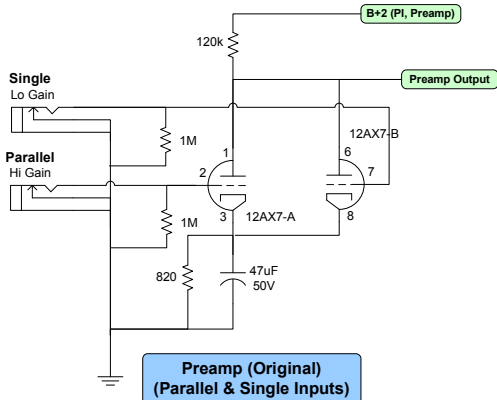 B+2 (PI, Preamp)
120k
Single
Lo Gain
Preamp Output
12AX7-B
1M
1
6
7
Parallel
Hi Gain
2
3
12AX7-A
8
1M
820
47uF
50V
Preamp (Original)
(Parallel & Single Inputs)